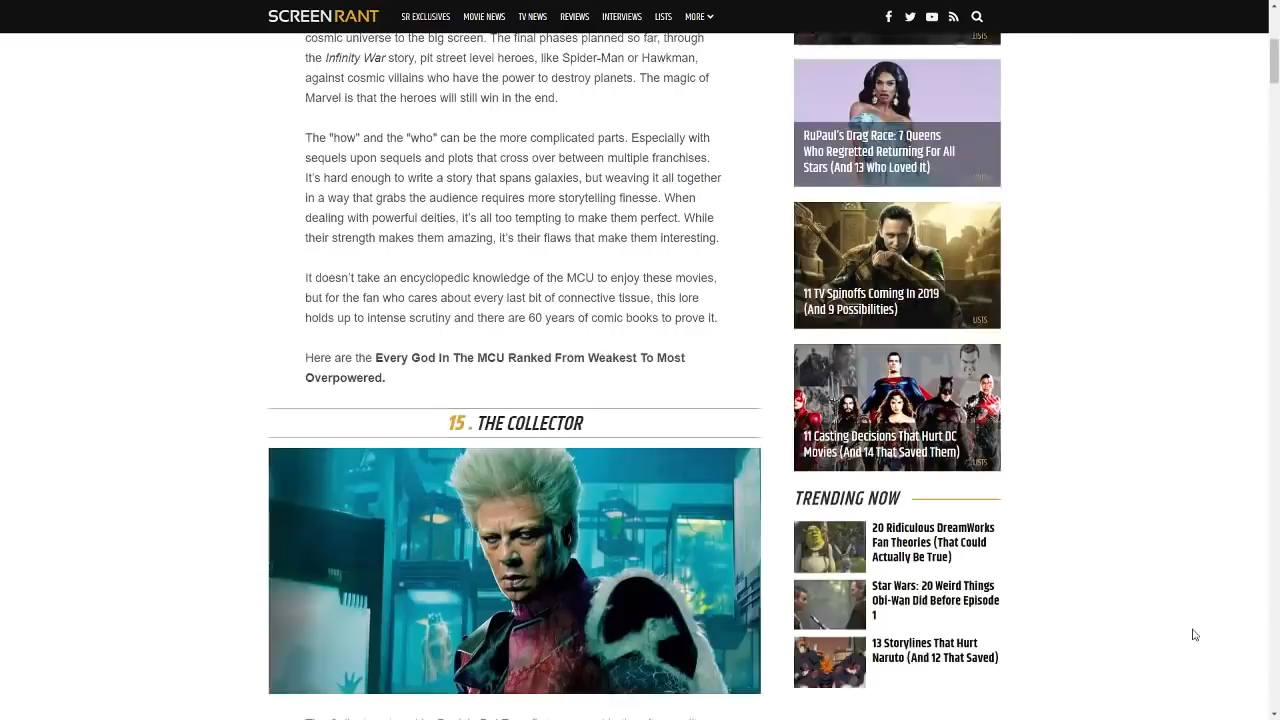 SCREENRANT
SR EXCLUSIVES MOVIE NEWS TV NEWS REVIEWS INTERVIEWS LISTS MORE
cosmic universe to the big screen. The final phases planned so far, through
the Infinity War story, pit street level heroes, like Spider-Man or Hawkman,
against cosmic villains who have the power to destroy planets. The magic of
Marvel is that the heroes will still win in the end.
The "how" and the "who" can be the more complicated parts. Especially with
sequels upon sequels and plots that cross over between multiple franchises.
It's hard enough to write a story that spans galaxies, but weaving it all together
in a way that grabs the audience requires more storytelling finesse. When
dealing with powerful deities, it's all too tempting to make them perfect. While
their strength makes them amazing, it's their flaws that make them interesting.
It doesn't take an encyclopedic knowledge of the MCU to enjoy these movies,
but for the fan who cares about every last bit of connective tissue, this lore
holds up to intense scrutiny and there are 60 years of comic books to prove it.
Here are the Every God In The MCU Ranked From Weakest To Most
Overpowered.
15 . THE COLLECTOR
LISTS
RuPaul's Drag Race: 7 Queens
Who Regretted Returning For All
Stars (And 13 Who Loved It)
LISTS
11 TV Spinoffs Coming In 2019
(And 9 Possibilities)
LISTS
11 Casting Decisions That Hurt DC
Movies (And 14 That Saved Them)
LISTS
TRENDING NOW
20 Ridiculous DreamWorks
Fan Theories (That Could
Actually Be True)
Star Wars: 20 Weird Things
Obi-Wan Did Before Episode
1
13 Storylines That Hurt
Naruto (And 12 That Saved)